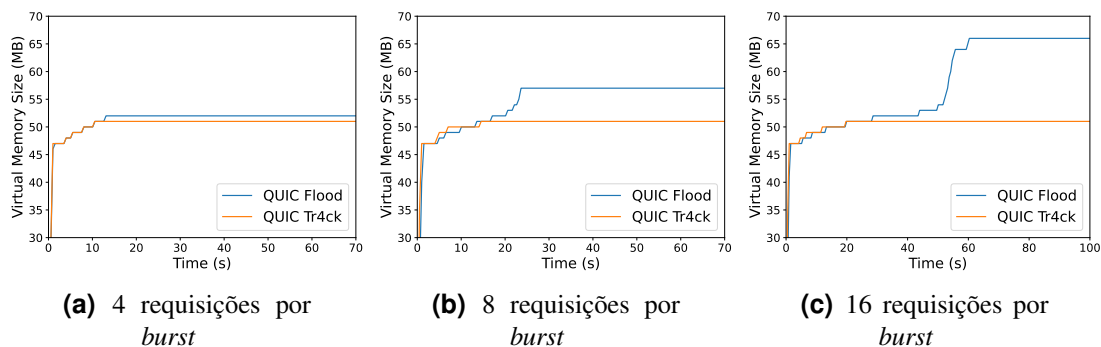 70
65
60
55
50
45
40
35
30
Virtual Memory Size (MB)
0 10 20 30 40 50 60 70
Time (s)
QUIC Flood
QUIC Tr4ck
(a) 4 requisições por
burst
70
65
60
55
50
45
40
35
30
Virtual Memory Size (MB)
0 10 20 30 40 50 60 70
Time (s)
QUIC Flood
QUIC Tr4ck
(b) 8 requisições por
burst
70
65
60
55
50
45
40
35
30
Virtual Memory Size (MB)
0 20 40 60 80 100
Time (s)
QUIC Flood
QUIC Tr4ck
(c) 16 requisições por
burst